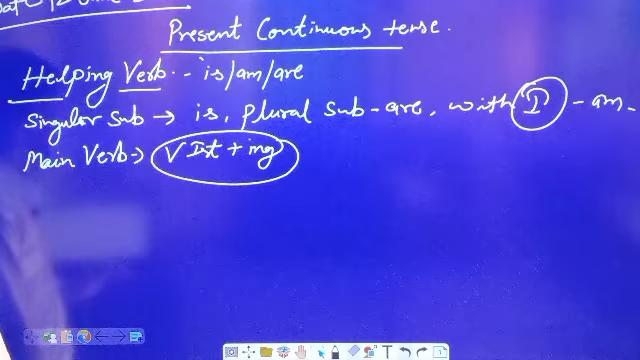 Present Continuous tense.
Helping Verb - is/am/are
Singular sub → is, plural sub - are, with I - am -
Main Verb → V Ist + ing